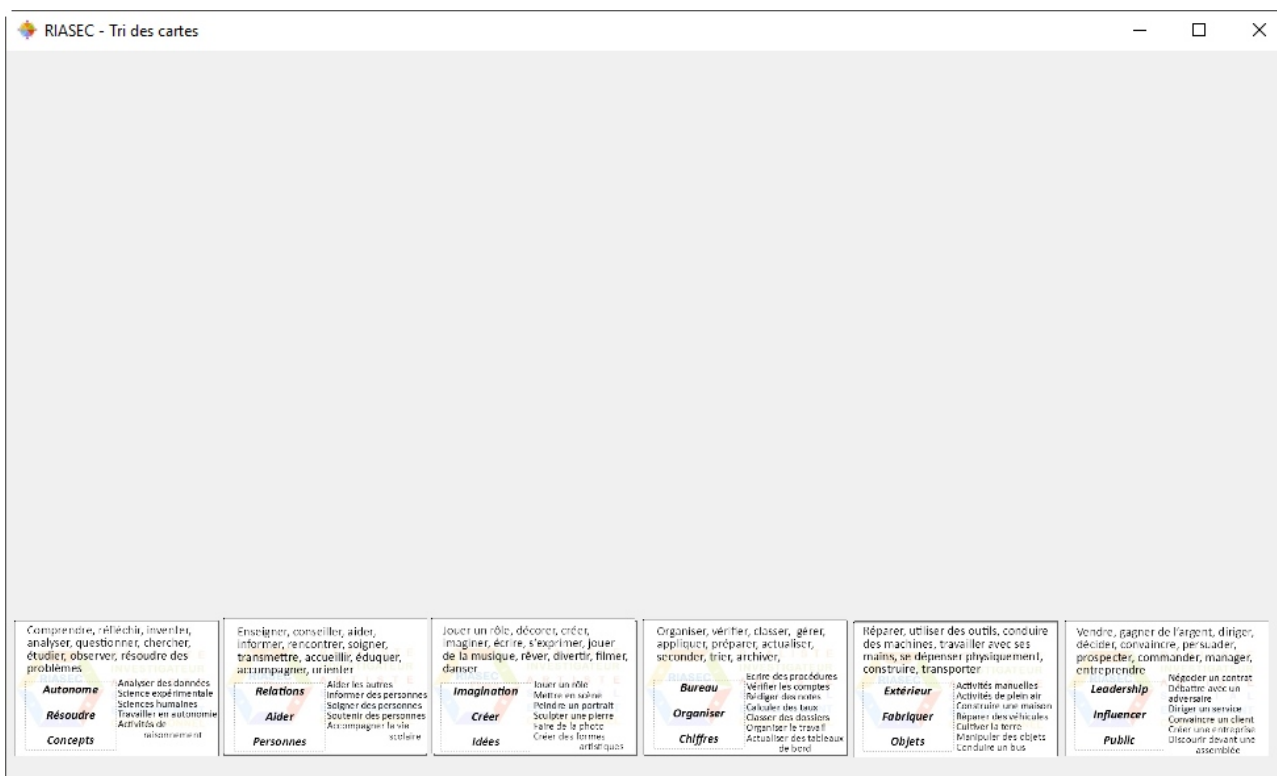 RIASEC - Tri des cartes
Comprendre, réfléchir, inventer,
analyser, questionner, chercher,
étudier, observer, résoudre des
problèmes
Autonome
Résoudre
Concepts
Analyser des données
Science expérimentale
Sciences humaines
Travailler en autonomie
Activités de
raisonnement
Enseigner, conseiller, aider,
informer, rencontrer, soigner,
transmettre, accueillir, éduquer,
accompagner, orienter
Relations
Aider
Personnes
Aider les autres
Informer des personnes
Soigner des personnes
Soutenir des personnes
Accompagner la vie
scolaire
Jouer un rôle, décorer, créer,
imaginer, écrire, s'exprimer, jouer
de la musique, rêver, divertir, filmer,
danser
Imagination
Créer
Idées
Jouer un rôle
Mettre en scène
Peindre un portrait
Sculpter une pierre
Faire de la photo
Créer des formes
artistiques
Organiser, vérifier, classer, gérer,
appliquer, préparer, actualiser,
seconder, trier, archiver,
RIASEC
Bureau
Organiser
Chiffres
Ecrire des procédures
Vérifier les comptes
Rédiger des notes
Calculer des taux
Classer des dossiers
Organiser le travail
Actualiser des tableaux
de bord
Réparer, utiliser des outils, conduire
des machines, travailler avec ses
mains, se dépenser physiquement,
construire, transporter
Extérieur
Fabriquer
Objets
Activités manuelles
Activités de plein air
Construire une maison
Réparer des véhicules
Cultiver la terre
Manipuler des objets
Conduire un bus
Vendre, gagner de l'argent, diriger,
décider, convaincre, persuader,
prospecter, commander, manager,
entreprendre
Leadership
Influencer
Public
Négocier un contrat
Débattre avec un
adversaire
Diriger un service
Convaincre un client
Créer une entreprise
Discourir devant une
assemblée